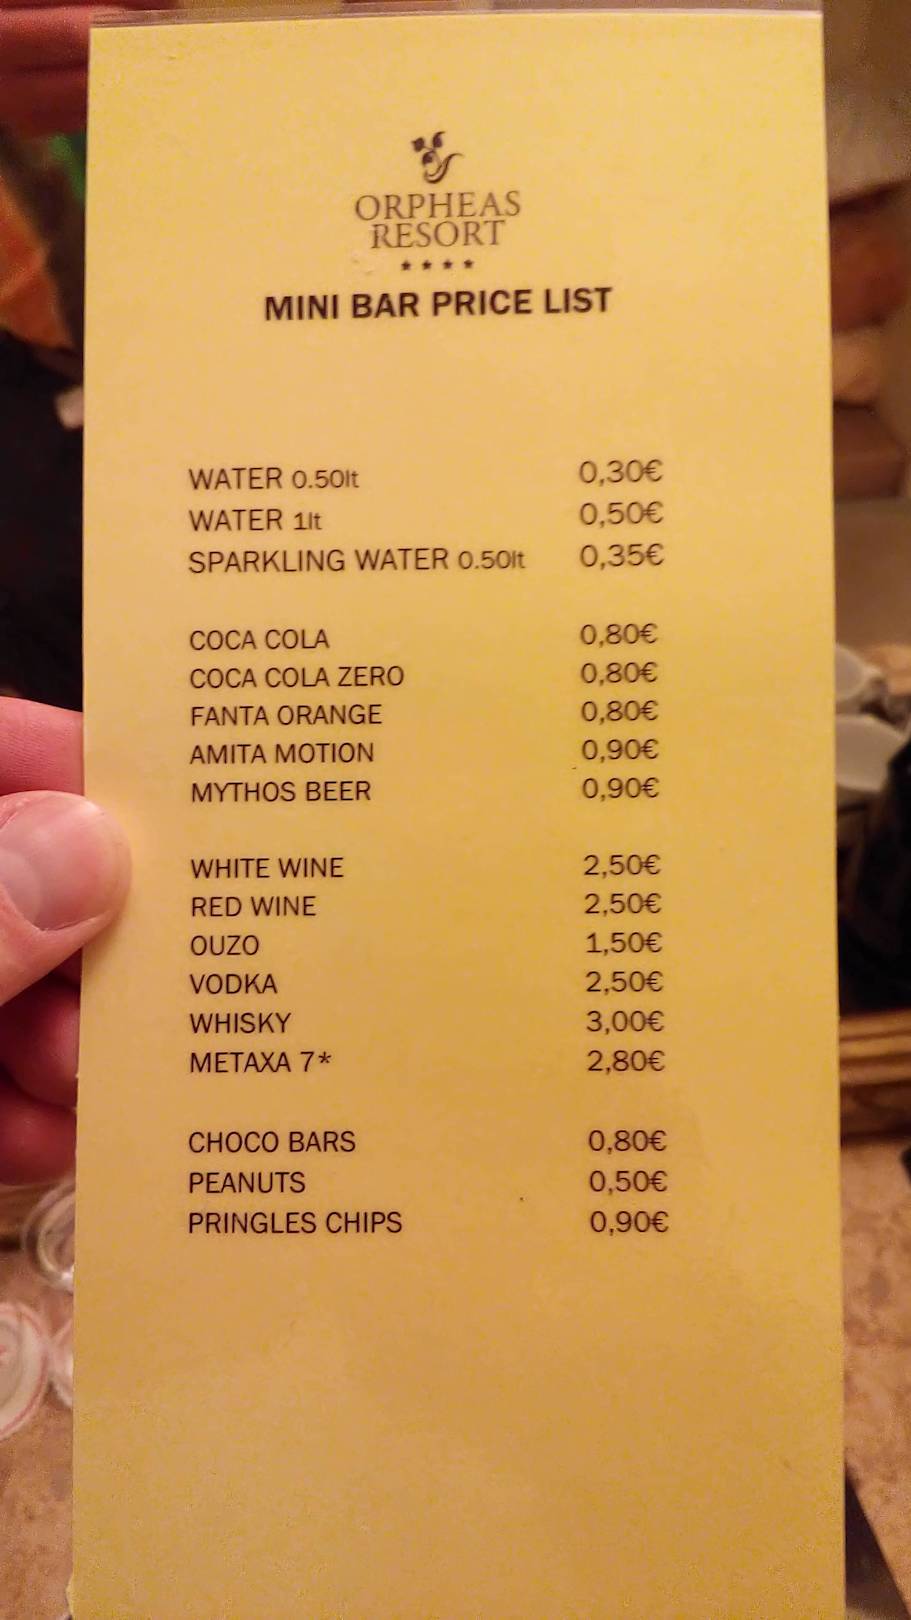 ORPHEAS
RESORT
★★★★
MINI BAR PRICE LIST
WATER 0.50lt 0,30€
WATER 1lt 0,50€
SPARKLING WATER 0.50lt 0,35€
COCA COLA 0,80€
COCA COLA ZERO 0,80€
FANTA ORANGE 0,80€
AMITA MOTION 0,90€
MYTHOS BEER 0,90€
WHITE WINE 2,50€
RED WINE 2,50€
OUZO 1,50€
VODKA 2,50€
WHISKY 3,00€
METAXA 7* 2,80€
CHOCO BARS 0,80€
PEANUTS 0,50€
PRINGLES CHIPS 0,90€